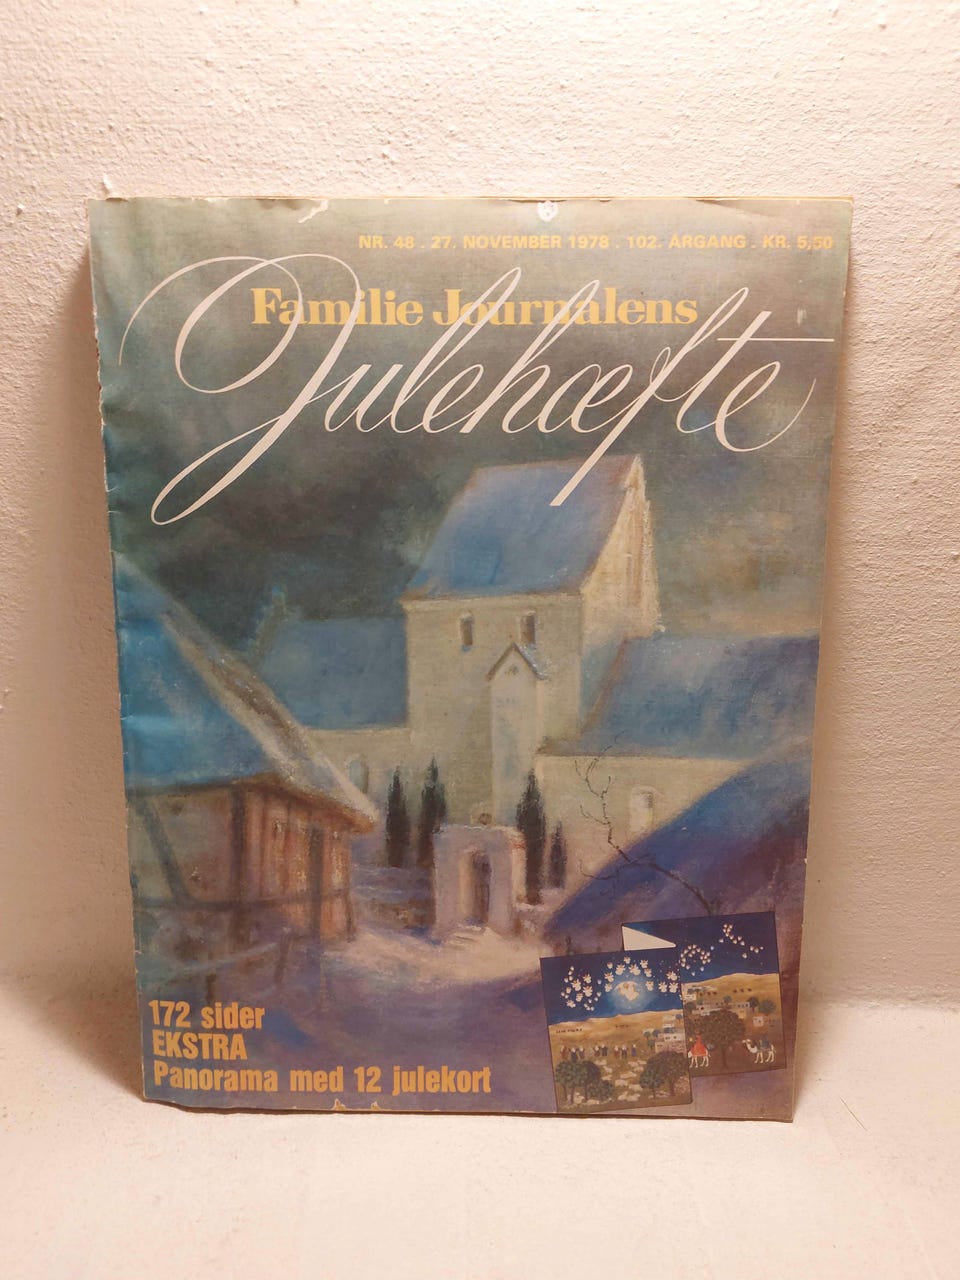 NR. 48 . 27. NOVEMBER 1978 . 102. ÅRGANG . KR. 5,50
Familie Journalens
Julehæfte
172 sider
EKSTRA
Panorama med 12 julekort